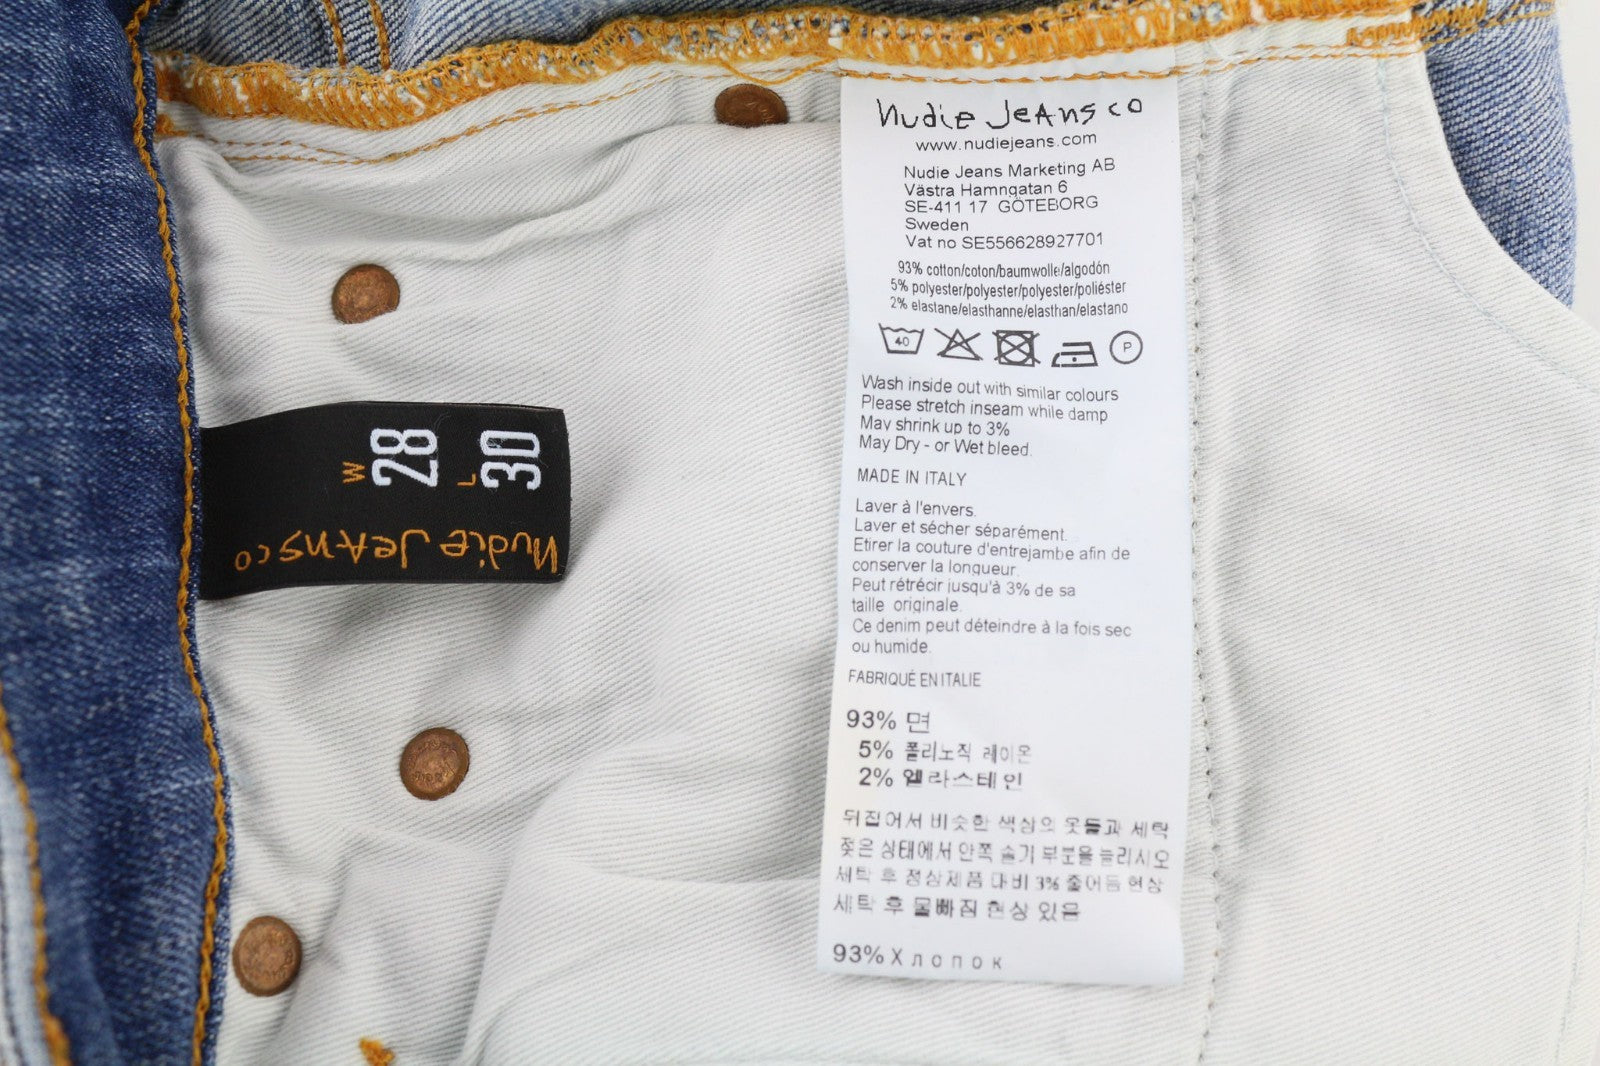 nudie jeans co
www.nudiejeans.com
Nudie Jeans Marketing AB
Västra Hamngatan 6
SE-411 17 GÖTEBORG
Sweden
Vat no SE556628927701
93% cotton/coton/baumwolle/algodón
5% polyester/polyester/polyester/poliéster
2% elastane/elasthanne/elasthan/elastano
40
P
Wash inside out with similar colours
Please stretch inseam while damp
May shrink up to 3%
May Dry - or Wet bleed.
MADE IN ITALY
Laver à l'envers.
Laver et sécher séparément.
Etirer la couture d'entrejambe afin de
conserver la longueur.
Peut rétrécir jusqu'à 3% de sa
taille originale.
Ce denim peut déteindre à la fois sec
ou humide.
FABRIQUÉ EN ITALIE
93% 면
5% 폴리노직 레이온
2% 엘라스테인
뒤집어서 비슷한 색상의 옷들과 세탁
젖은 상태에서 안쪽 솔기 부분을 늘리시오
세탁 후 정상제품 대비 3% 줄어듬 현상
세탁 후 물빠짐 현상 있음
93% Хлопок
W 28
L 30
nudie jeans co